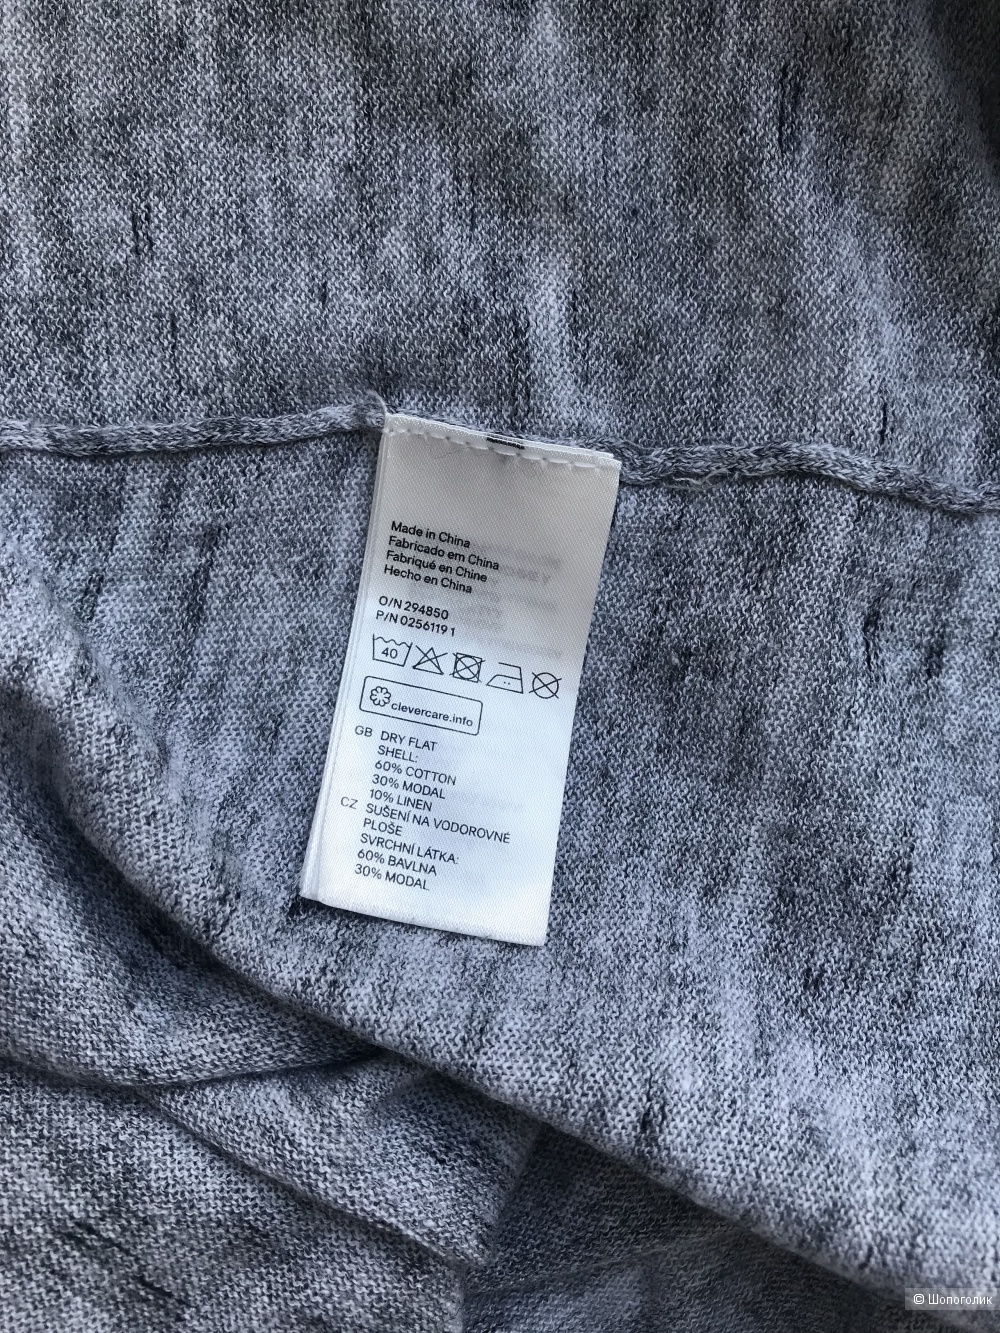 Made in China
Fabricado em China
Fabriqué en Chine
Hecho en China
O/N 294850
P/N 0256119 1
40
clevercare.info
GB DRY FLAT
SHELL:
60% COTTON
30% MODAL
10% LINEN
CZ SUŠENÍ NA VODOROVNÉ
PLOŠE
SVRCHNÍ LÁTKA:
60% BAVLNA
30% MODAL
© Шопоголик